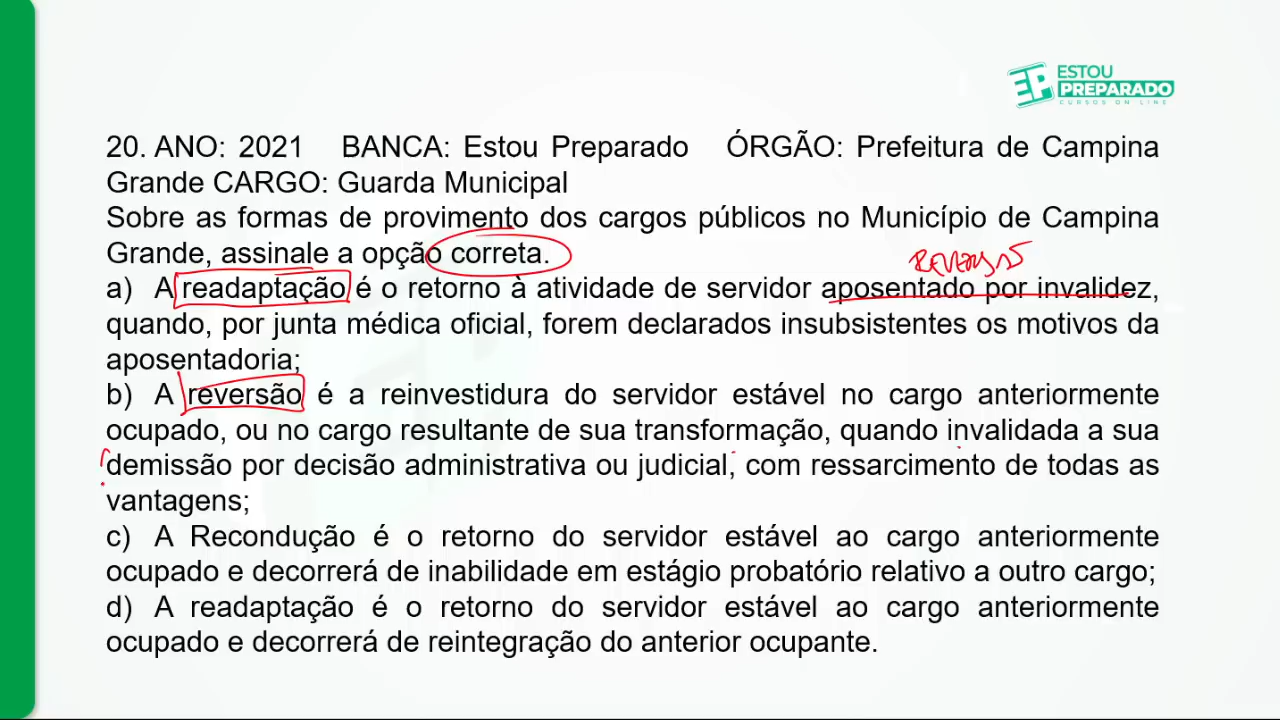 ESTOU
EP PREPARADO
CURSOS ON LINE
20. ANO: 2021 BANCA: Estou Preparado ÓRGÃO: Prefeitura de Campina
Grande CARGO: Guarda Municipal
Sobre as formas de provimento dos cargos públicos no Município de Campina
Grande, assinale a opção correta.
REVERSÃO
a) A readaptação é o retorno à atividade de servidor aposentado por invalidez,
quando, por junta médica oficial, forem declarados insubsistentes os motivos da
aposentadoria;
b) A reversão é a reinvestidura do servidor estável no cargo anteriormente
ocupado, ou no cargo resultante de sua transformação, quando invalidada a sua
demissão por decisão administrativa ou judicial, com ressarcimento de todas as
vantagens;
c) A Recondução é o retorno do servidor estável ao cargo anteriormente
ocupado e decorrerá de inabilidade em estágio probatório relativo a outro cargo;
d) A readaptação é o retorno do servidor estável ao cargo anteriormente
ocupado e decorrerá de reintegração do anterior ocupante.